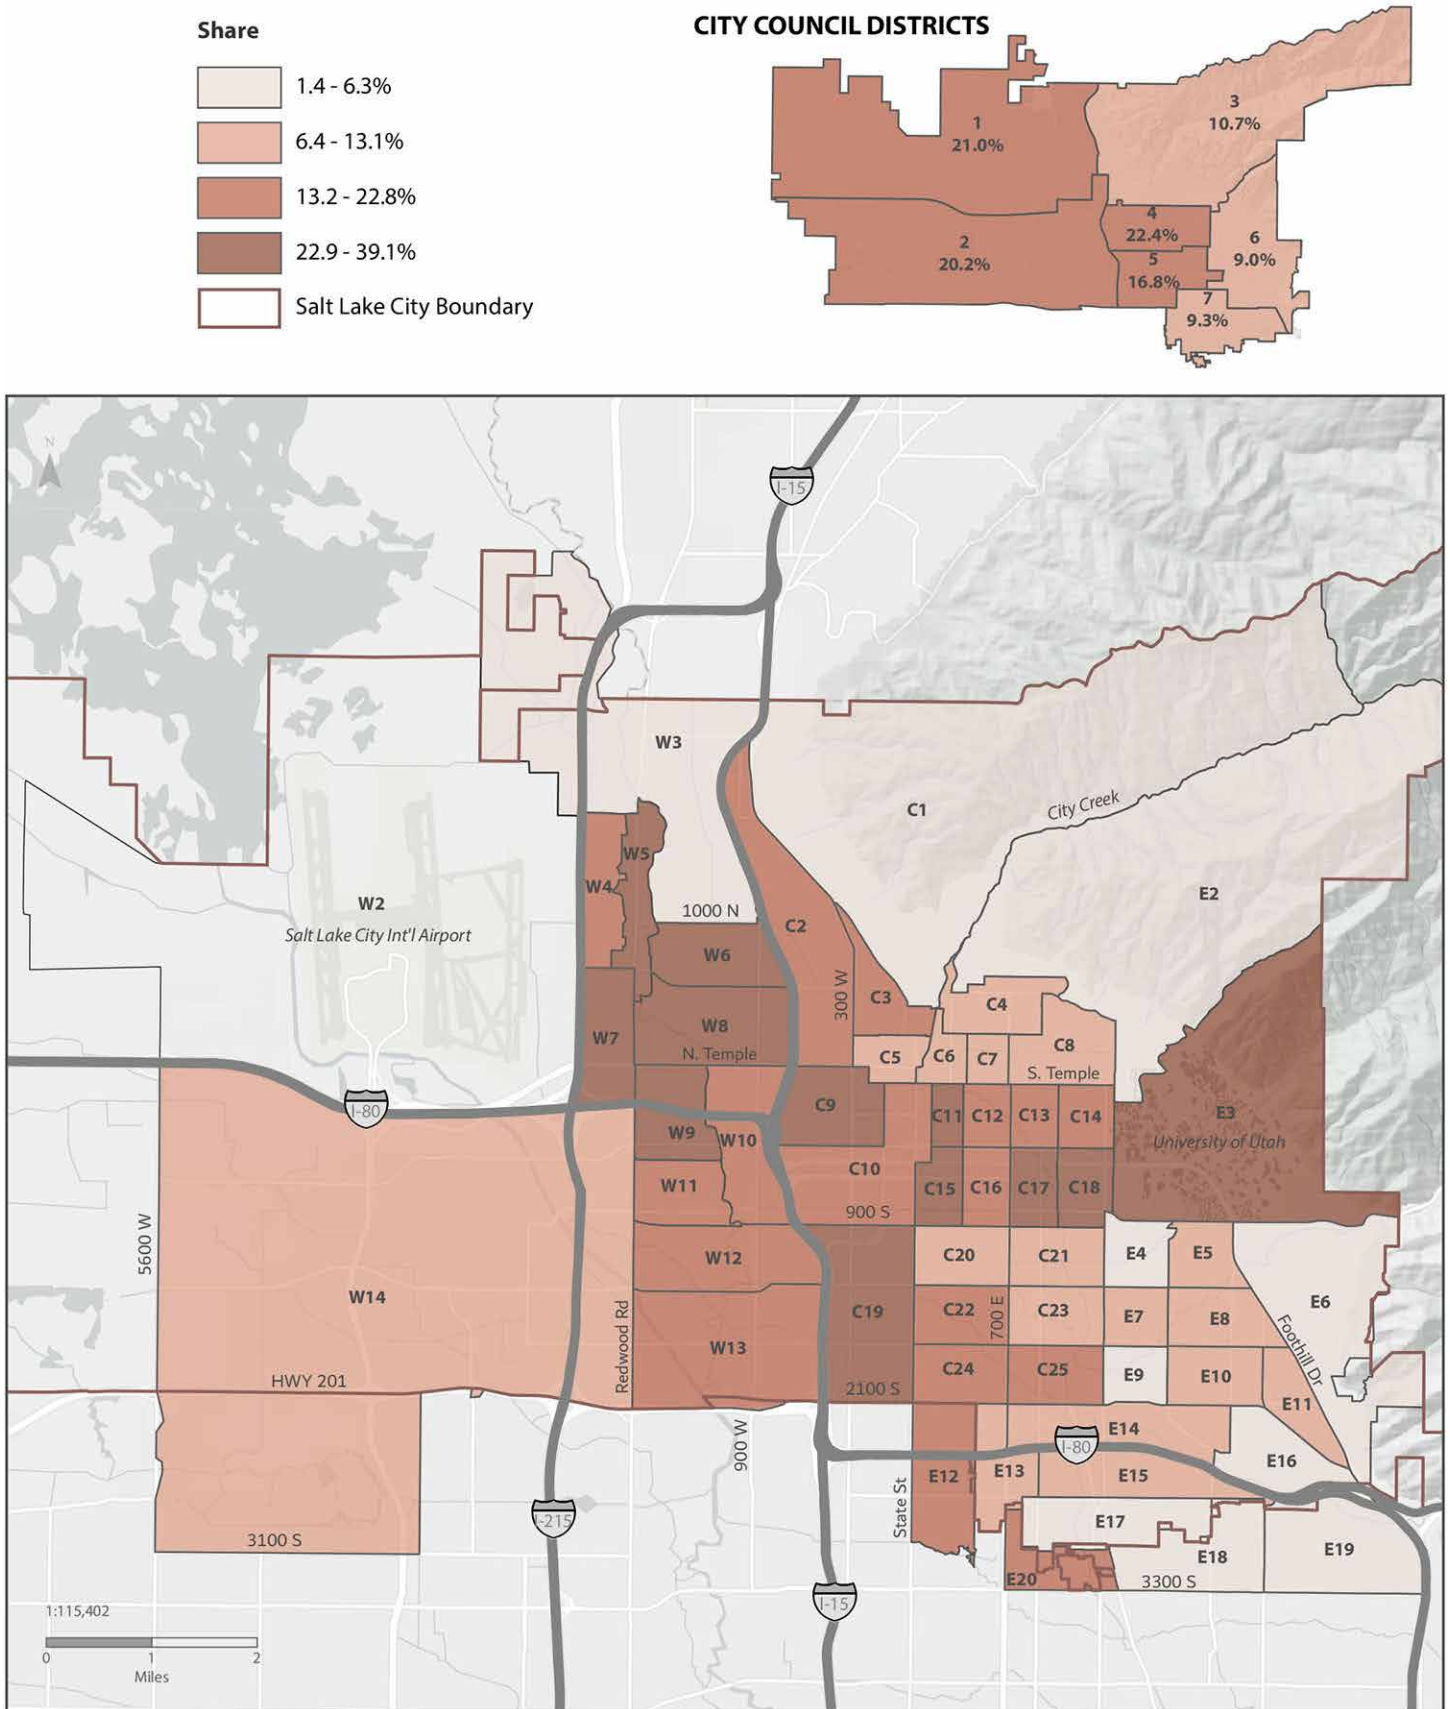 Share
1.4 - 6.3%
6.4 - 13.1%
13.2 - 22.8%
22.9 - 39.1%
Salt Lake City Boundary
CITY COUNCIL DISTRICTS
3
10.7%
1
21.0%
4
22.4%
2
20.2%
6
9.0%
5
16.8%
7
9.3%
N
I-15
W3
C1
City Creek
W5
W4
E2
W2
Salt Lake City Int'l Airport
1000 N
C2
W6
300 W
C3
C4
W8
W7
N. Temple
C5
C6
C7
C8
S. Temple
I-80
C9
C11
C12
C13
C14
E3
University of Utah
W9
W10
C10
W11
C15
C16
C17
C18
900 S
5600 W
W12
C20
C21
E4
E5
W14
C19
C22
700 E
C23
E7
E8
E6
Foothill Dr
Redwood Rd
W13
HWY 201
2100 S
C24
C25
E9
E10
E11
900 W
E14
I-80
State St
E12
E13
E15
E16
I-215
E17
3100 S
E18
E19
E20
3300 S
I-15
1:115,402
0 1 2
Miles